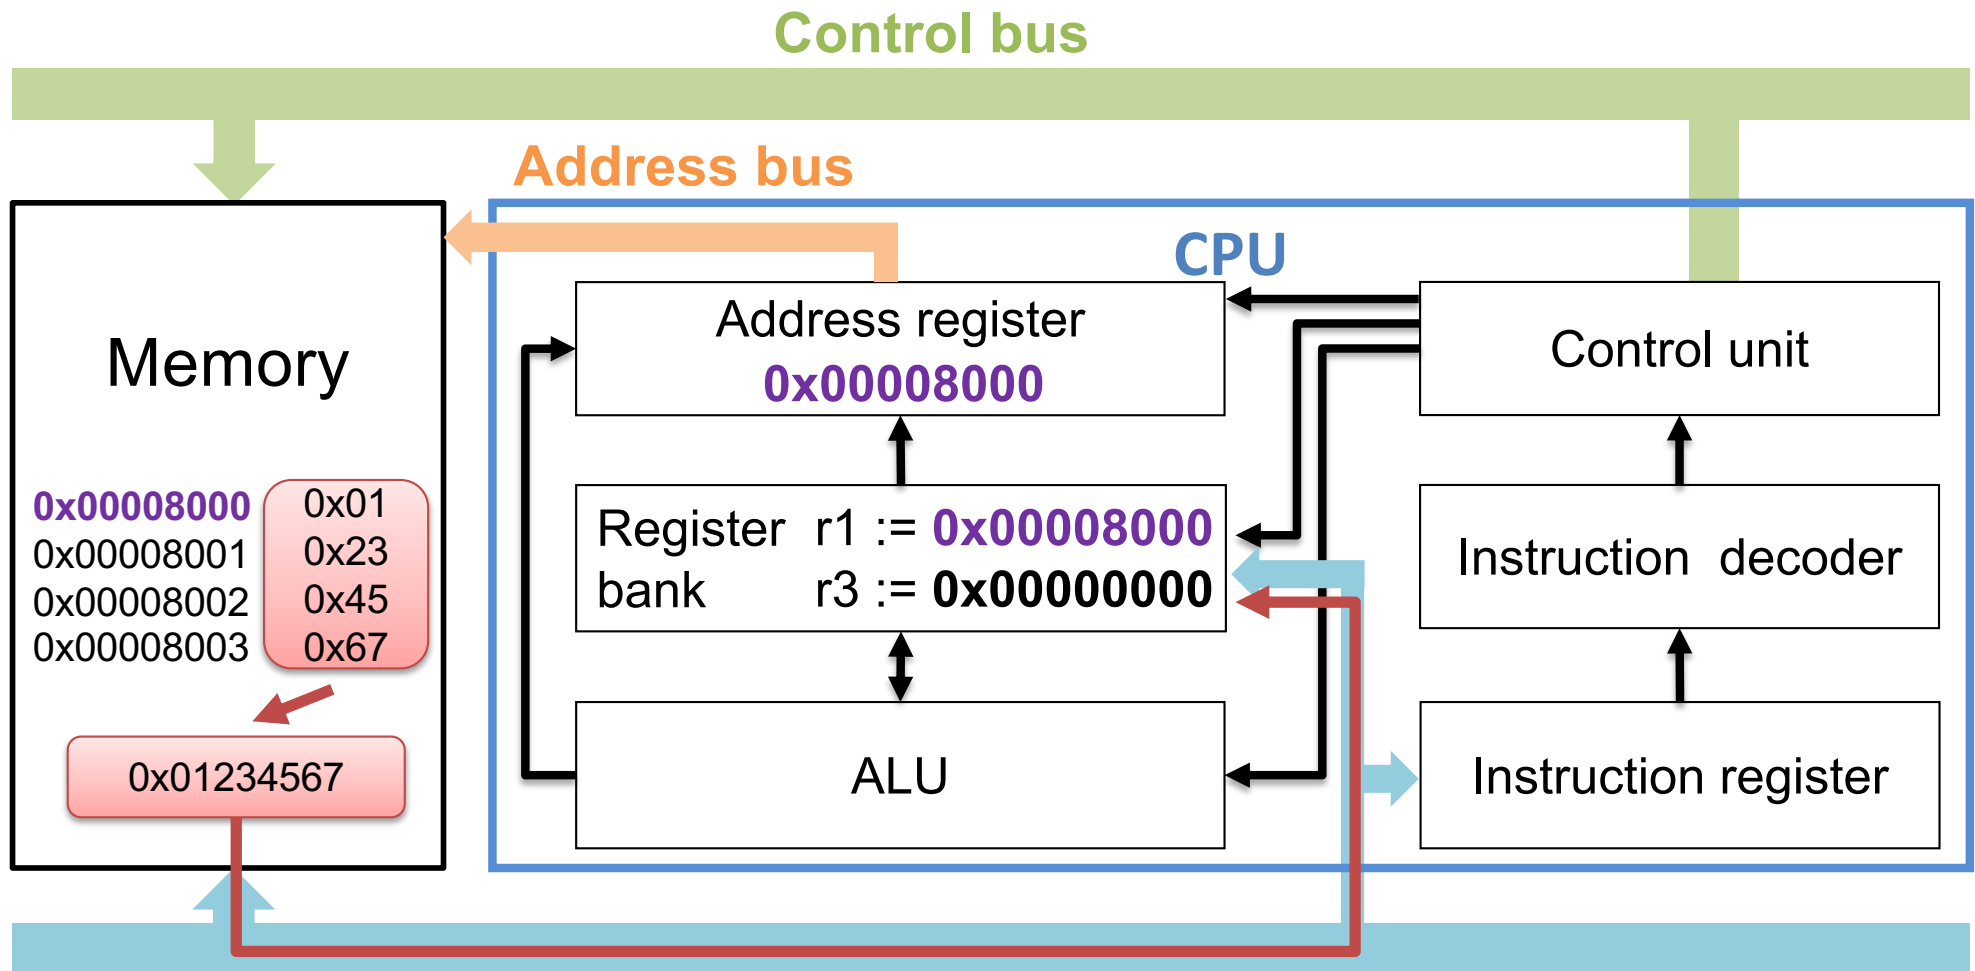 Control bus
Address bus
CPU
Memory
0x00008000 0x01
0x00008001 0x23
0x00008002 0x45
0x00008003 0x67
0x01234567
Address register
0x00008000
Register r1 := 0x00008000
bank r3 := 0x00000000
ALU
Control unit
Instruction decoder
Instruction register